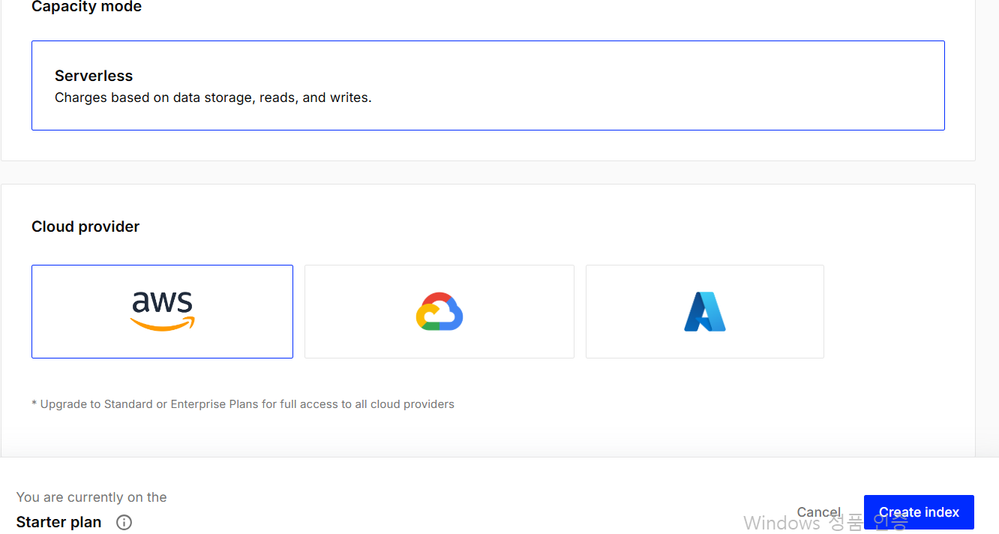 Capacity mode
Serverless
Charges based on data storage, reads, and writes.
Cloud provider
aws
* Upgrade to Standard or Enterprise Plans for full access to all cloud providers
You are currently on the
Starter plan
Cancel
Create index
Windows 정품 인증